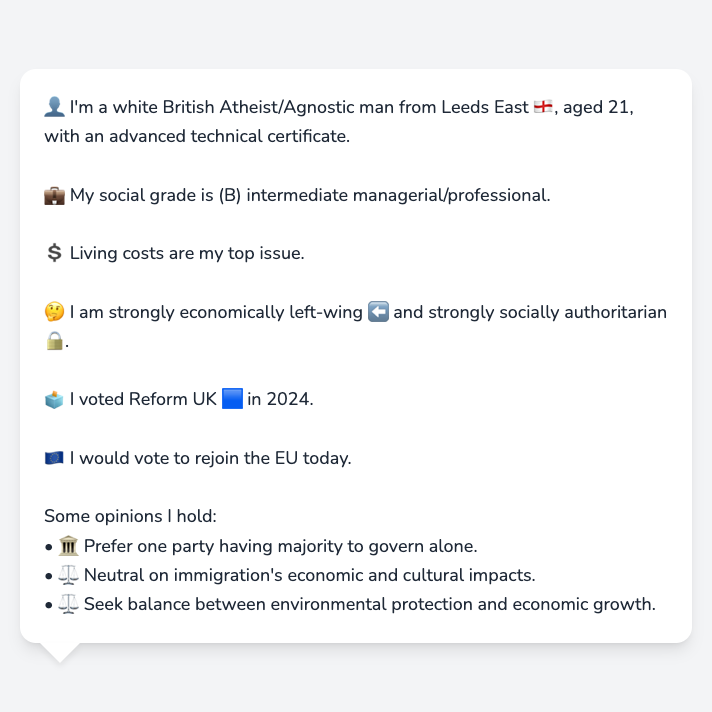 👤 I'm a white British Atheist/Agnostic man from Leeds East 🏴󠁧󠁢󠁥󠁮󠁧󠁿, aged 21,
with an advanced technical certificate.
💼 My social grade is (B) intermediate managerial/professional.
💲 Living costs are my top issue.
🤔 I am strongly economically left-wing ⬅️ and strongly socially authoritarian
🔒.
🗳️ I voted Reform UK 🟦 in 2024.
🇪🇺 I would vote to rejoin the EU today.
Some opinions I hold:
• 🏛️ Prefer one party having majority to govern alone.
• ⚖️ Neutral on immigration's economic and cultural impacts.
• ⚖️ Seek balance between environmental protection and economic growth.